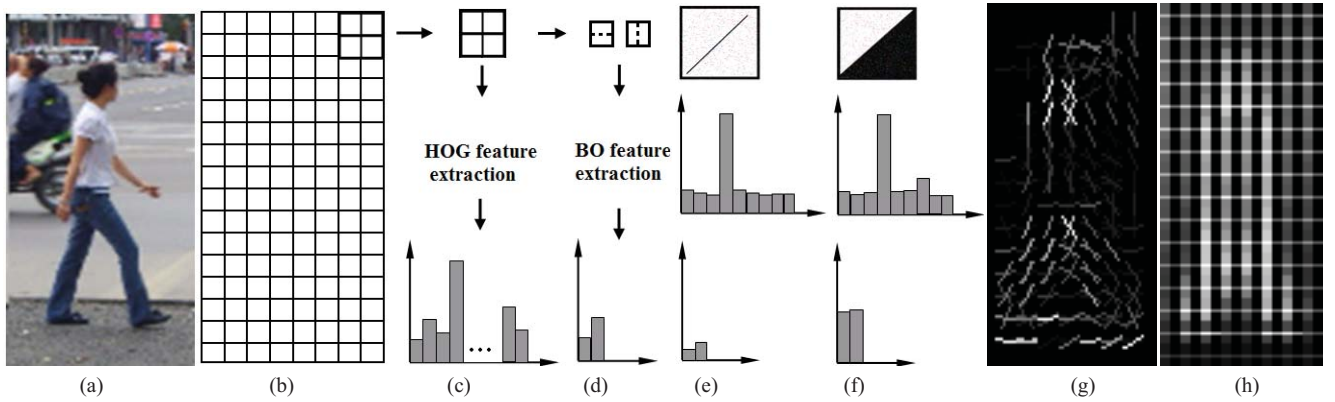 HOG feature
extraction
BO feature
extraction
...
(a)
(b)
(c)
(d)
(e)
(f)
(g)
(h)